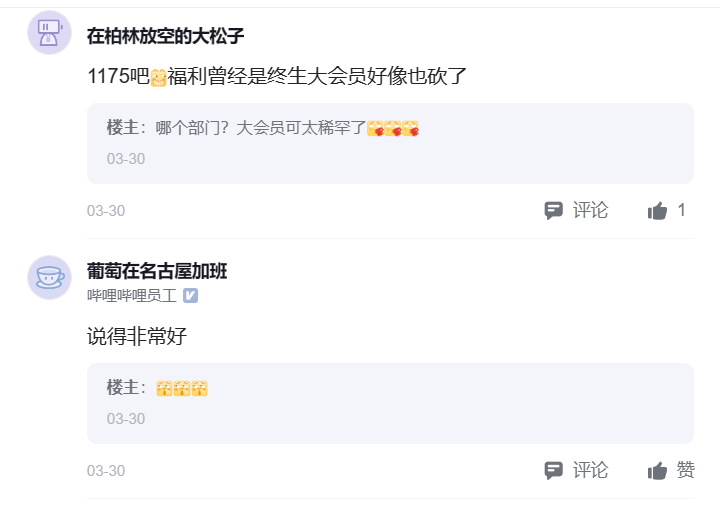 在柏林放空的大松子
1175吧福利曾经是终生大会员好像也砍了
楼主：哪个部门？大会员可太稀罕了
03-30
03-30 评论 1
葡萄在名古屋加班
哔哩哔哩员工
说得非常好
楼主：
03-30
03-30 评论 赞